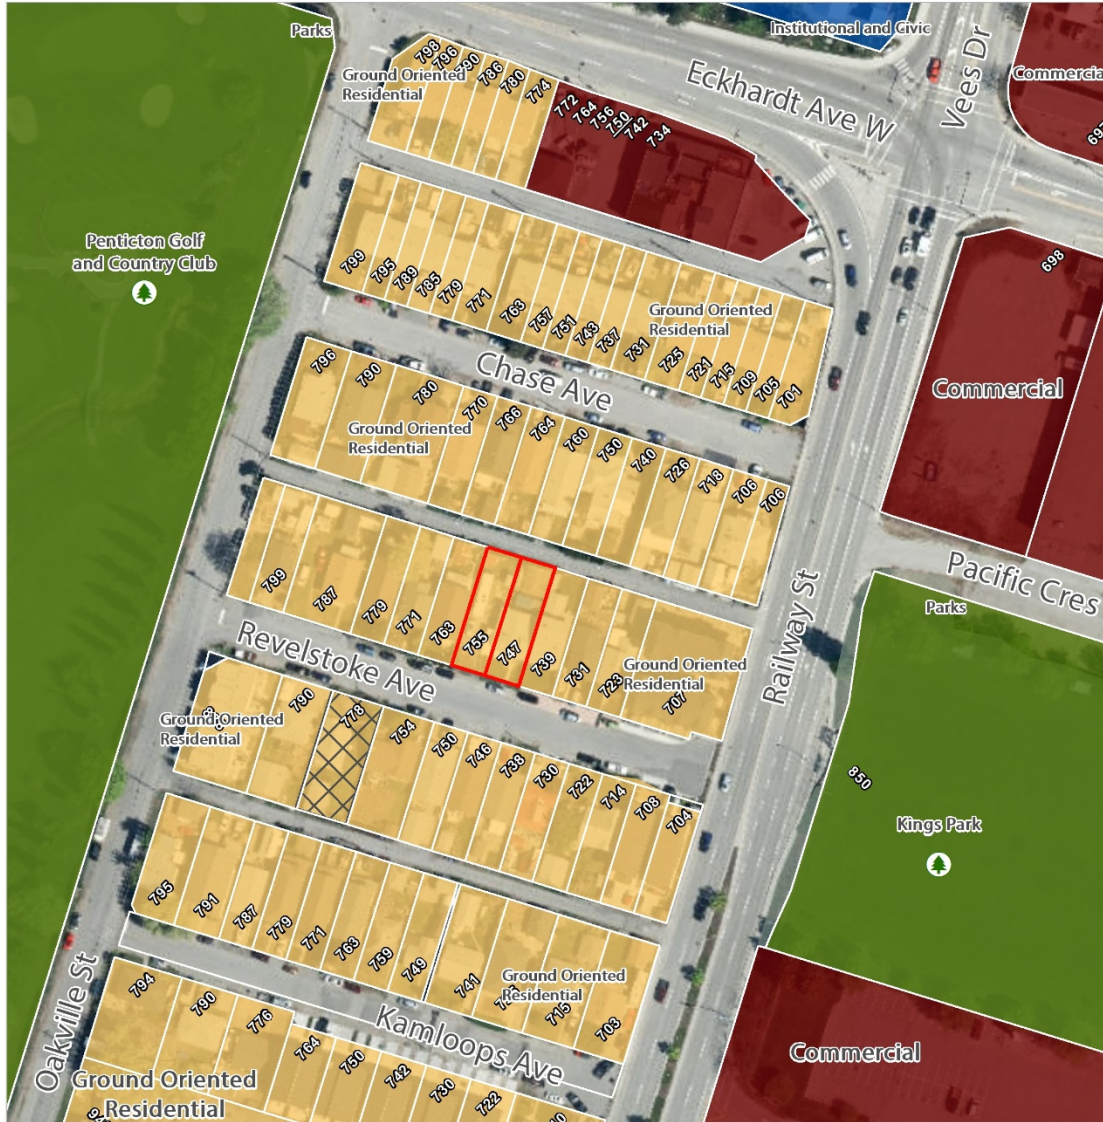 Parks
Institutional and Civic
Vees Dr
Eckhardt Ave W
Commercia
697
798
796
790
786
780
774
Ground Oriented
Residential
772
764
756
750
742
734
Penticton Golf
and Country Club
799
795
789
785
779
771
763
757
751
743
737
731
725
721
715
709
705
701
Ground Oriented
Residential
698
Commercial
Chase Ave
796
790
780
770
766
764
760
750
740
726
718
706
706
Ground Oriented
Residential
Railway St
Pacific Cres
799
787
779
771
763
755
747
739
731
723
707
Ground Oriented
Residential
Parks
Revelstoke Ave
790
778
754
750
746
738
730
722
714
708
704
Ground Oriented
Residential
850
Kings Park
795
791
787
779
771
763
759
749
741
715
703
Ground Oriented
Residential
Oakville St
Kamloops Ave
794
790
776
764
750
742
730
722
Ground Oriented
Residential
Commercial